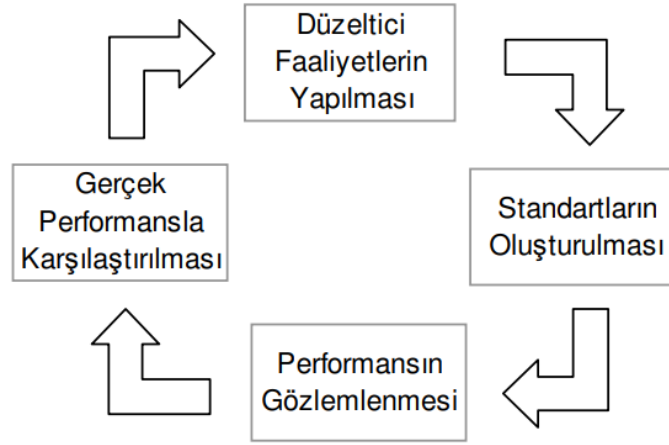 Düzeltici
Faaliyetlerin
Yapılması
Gerçek
Performansla
Karşılaştırılması
Standartların
Oluşturulması
Performansın
Gözlemlenmesi